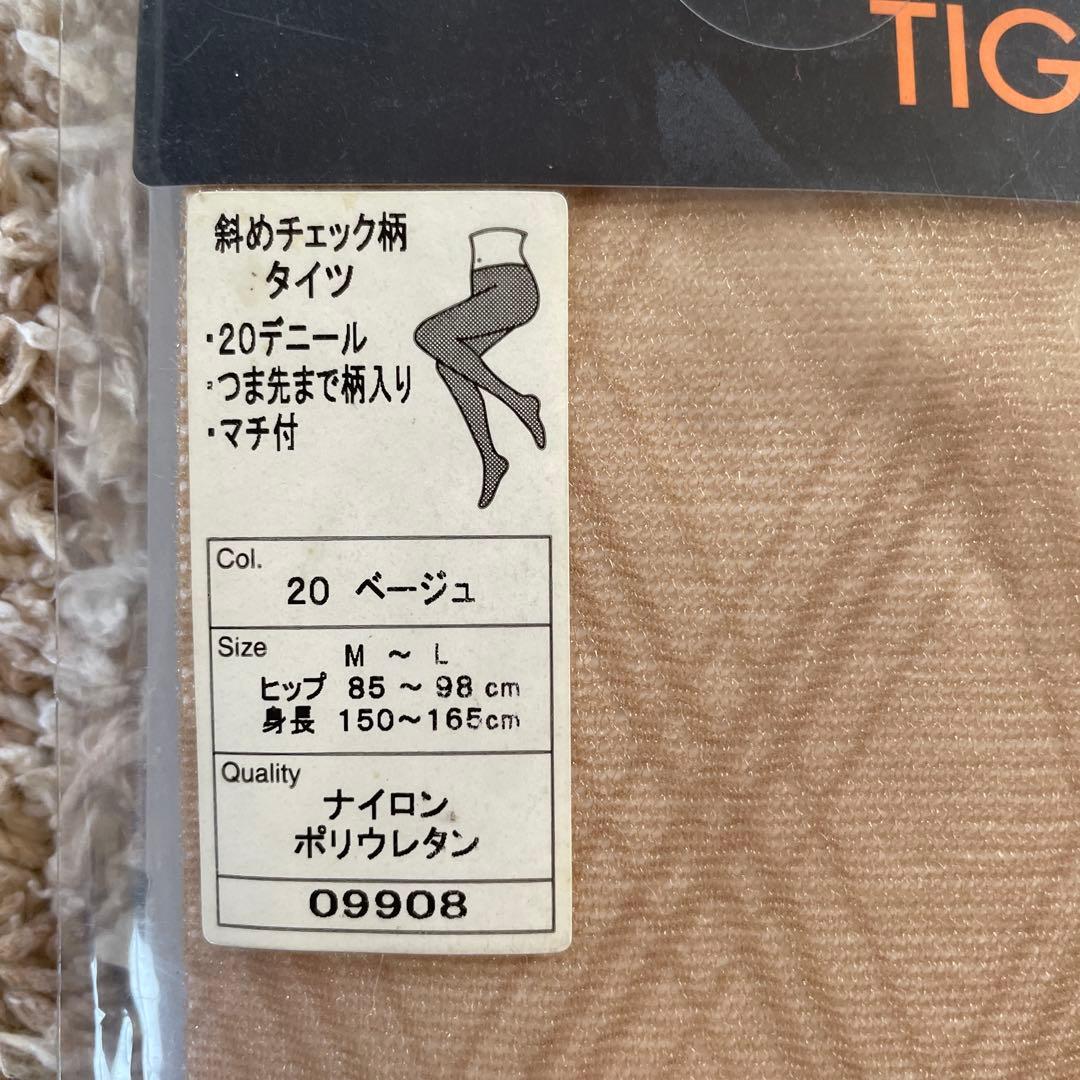 TIG
斜めチェック柄
タイツ
・20デニール
・つま先まで柄入り
・マチ付
Col.
20 ベージュ
Size
M ～ L
ヒップ 85～98cm
身長 150～165cm
Quality
ナイロン
ポリウレタン
09908